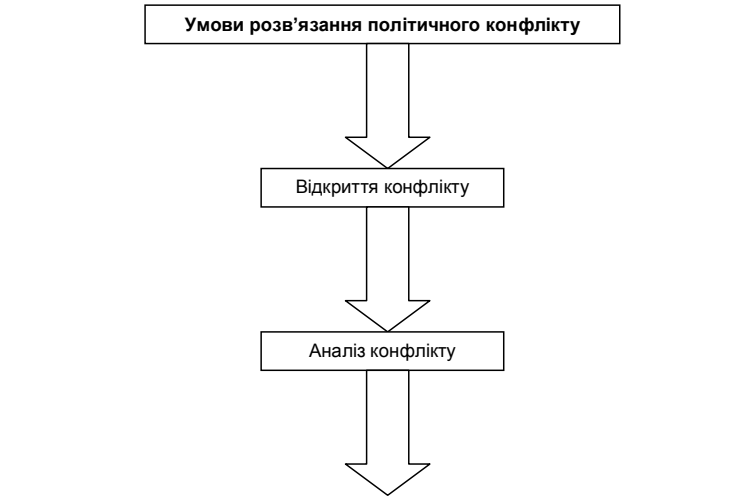 Умови розв’язання політичного конфлікту
Відкриття конфлікту
Аналіз конфлікту